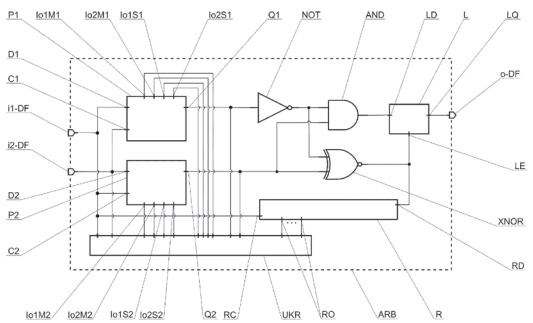 P1 Io1M1 Io2M1 Io1S1 Io2S1 Q1 NOT AND LD L LQ
D1
o-DF
C1
i1-DF
i2-DF
LE
D2
P2
XNOR
C2
RD
Io1M2 Io2M2 Io1S2 Io2S2 Q2 RC UKR RO ARB R